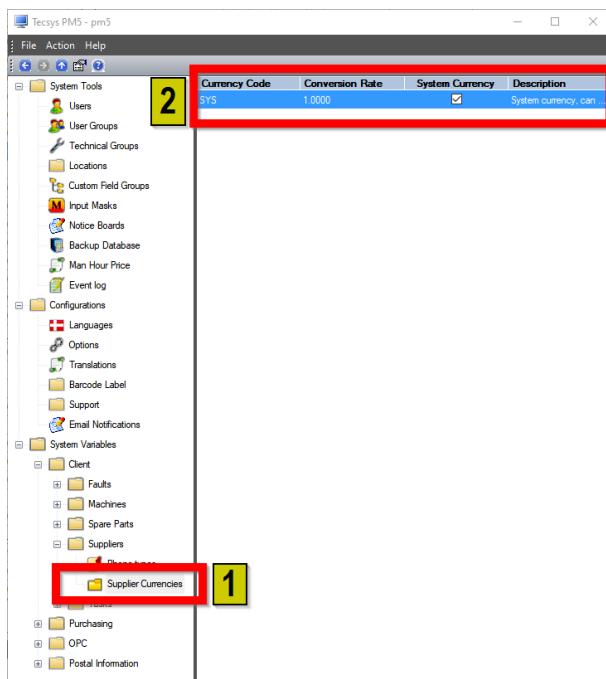 Tecsys PM5 - pm5
File Action Help
System Tools
Users
User Groups
Technical Groups
Locations
Custom Field Groups
Input Masks
Notice Boards
Backup Database
Man Hour Price
Event log
Configurations
Languages
Options
Translations
Barcode Label
Support
Email Notifications
System Variables
Client
Faults
Machines
Spare Parts
Suppliers
Phone types
Supplier Currencies
1
Tasks
Purchasing
OPC
Postal Information
2
Currency Code Conversion Rate System Currency Description
SYS 1.0000 System currency, can ...